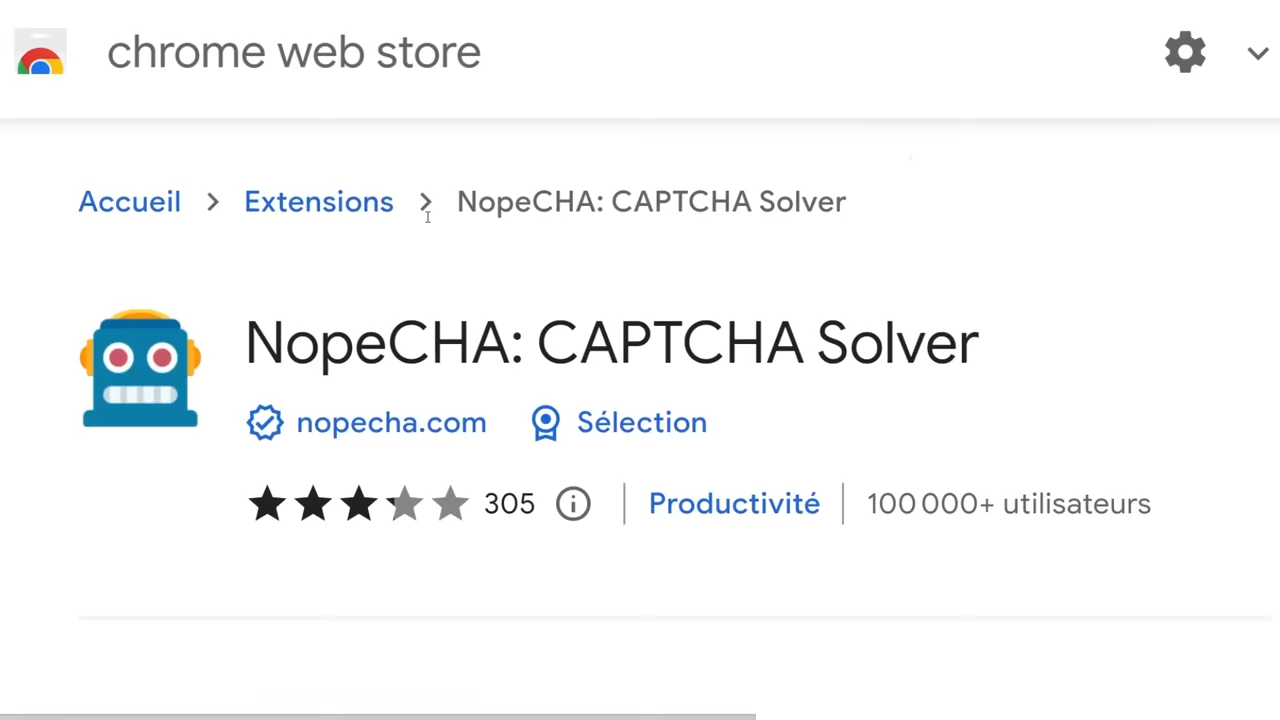 chrome web store
Accueil > Extensions > NopeCHA: CAPTCHA Solver
NopeCHA: CAPTCHA Solver
nopecha.com Sélection
305 Productivité 100 000+ utilisateurs